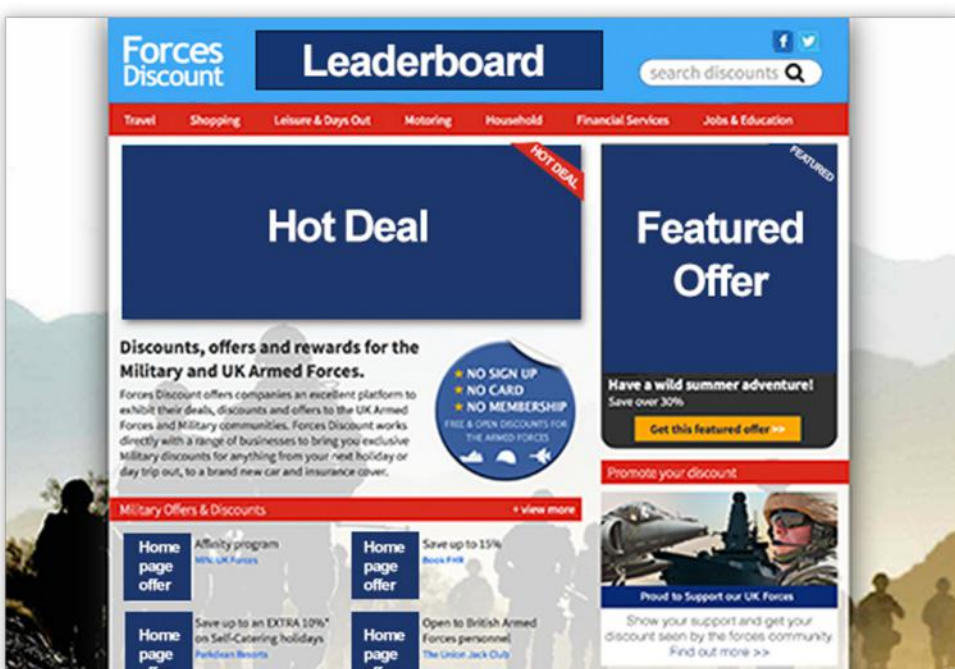 Forces
Discount
Leaderboard
search discounts
Travel Shopping Leisure & Days Out Motoring Household Financial Services Jobs & Education
HOT DEAL
Hot Deal
FEATURED
Featured
Offer
Have a wild summer adventure!
Save over 30%
Get this featured offer >>
Discounts, offers and rewards for the
Military and UK Armed Forces.
Forces Discount offers companies an excellent platform to
exhibit their deals, discounts and offers to the UK Armed
Forces and Military communities. Forces Discount works
directly with a range of businesses to bring you exclusive
Military discounts for anything from your next holiday or
day trip out, to a brand new car and insurance cover.
NO SIGN UP
NO CARD
NO MEMBERSHIP
FREE & OPEN DISCOUNTS FOR
THE ARMED FORCES
Promote your discount
Proud to Support our UK Forces
Show your support and get your
discount seen by the forces community.
Find out more >>
Military Offers & Discounts + view more
Home
page
offer
Affinity program
MINI UK Forces
Home
page
offer
Save up to 15%
Book FHR
Home
page
Save up to an EXTRA 10%*
on Self-Catering holidays
Parkdean Resorts
Home
page
Open to British Armed
Forces personnel
The Union Jack Club